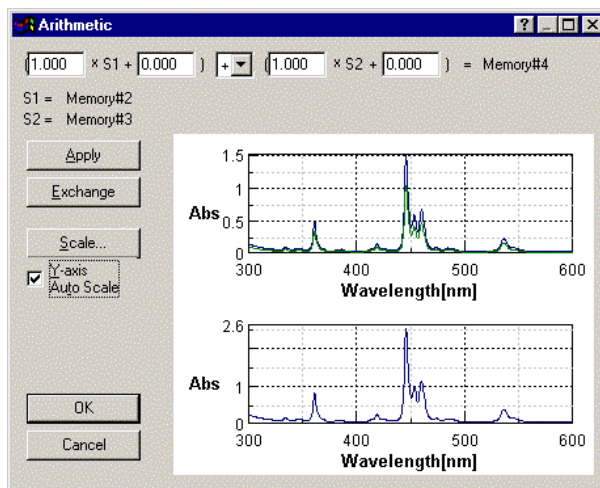 Arithmetic
(1.000 × S1 + 0.000 ) + (1.000 × S2 + 0.000 ) = Memory#4
S1 = Memory#2
S2 = Memory#3
Apply
Exchange
Scale...
Y-axis
Auto Scale
OK
Cancel
1.5
1
Abs
0.5
0
300 400 500 600
Wavelength[nm]
2.6
Abs
1
0
300 400 500 600
Wavelength[nm]